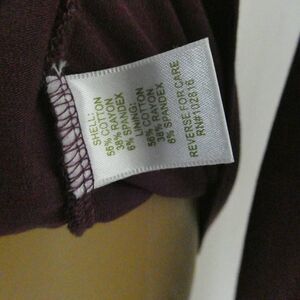 SHELL:
56% COTTON
38% RAYON
6% SPANDEX
LINING:
56% COTTON
38% RAYON
6% SPANDEX
REVERSE FOR CARE
RN#102816